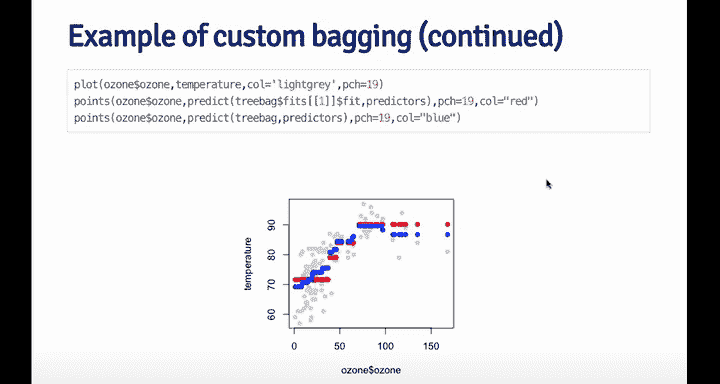 Example of custom bagging (continued)
plot(ozone$ozone,temperature,col='lightgrey',pch=19)
points(ozone$ozone,predict(treebag$fits[[1]]$fit,predictors),pch=19,col="red")
points(ozone$ozone,predict(treebag,predictors),pch=19,col="blue")
90
80
70
60
temperature
0 50 100 150
ozone$ozone